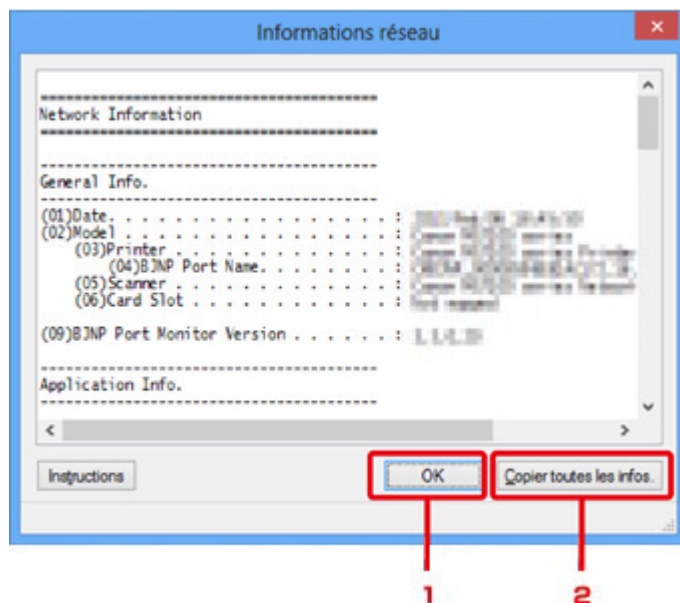 Informations réseau
==========================================
Network Information
==========================================
------------------------------------------
General Info.
------------------------------------------
(01)Date. . . . . . . . . . . . . . . . . . :
(02)Model . . . . . . . . . . . . . . . . . :
(03)Printer . . . . . . . . . . . . . . :
(04)BJNP Port Name. . . . . . . . . :
(05)Scanner . . . . . . . . . . . . . . :
(06)Card Slot . . . . . . . . . . . . . :
(09)BJNP Port Monitor Version . . . . . . :
------------------------------------------
Application Info.
------------------------------------------
Instructions OK Copier toutes les infos.
1 2